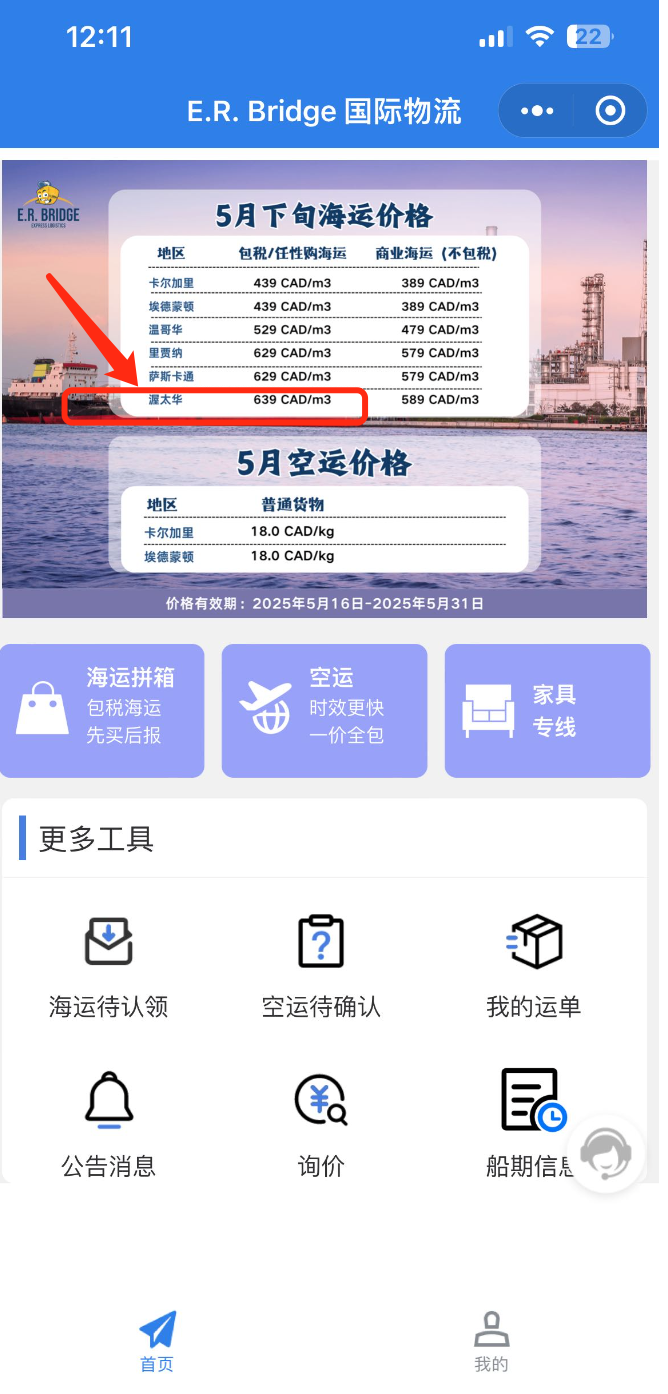 12:11
22
E.R. Bridge 国际物流
E.R. BRIDGE
EXPRESS LOGISTICS
5月下旬海运价格
地区 包税/任性购海运 商业海运（不包税）
卡尔加里 439 CAD/m3 389 CAD/m3
埃德蒙顿 439 CAD/m3 389 CAD/m3
温哥华 529 CAD/m3 479 CAD/m3
里贾纳 629 CAD/m3 579 CAD/m3
萨斯卡通 629 CAD/m3 579 CAD/m3
渥太华 639 CAD/m3 589 CAD/m3
5月空运价格
地区 普通货物
卡尔加里 18.0 CAD/kg
埃德蒙顿 18.0 CAD/kg
价格有效期：2025年5月16日-2025年5月31日
海运拼箱
包税海运
先买后报
空运
时效更快
一价全包
家具
专线
更多工具
海运待认领 空运待确认 我的运单
公告消息 询价 船期信息
首页 我的